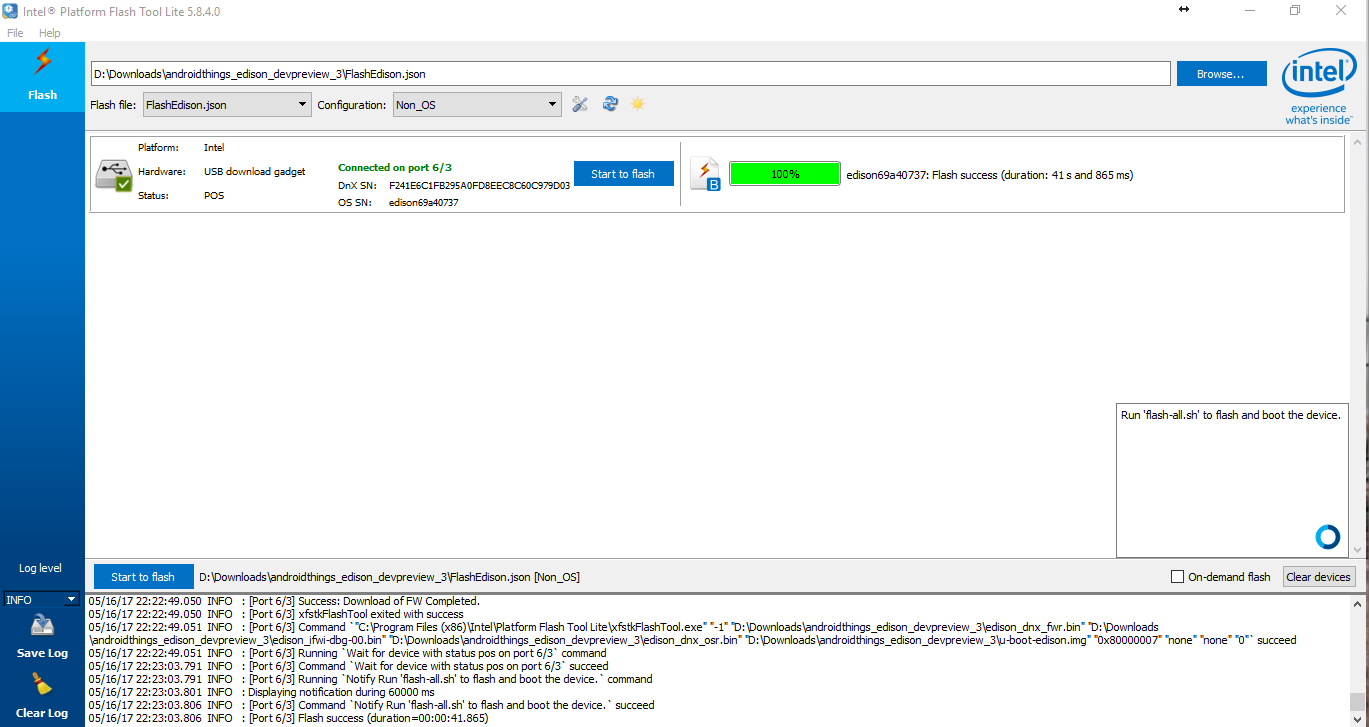 Intel® Platform Flash Tool Lite 5.8.4.0
File Help
Flash
D:\Downloads\androidthings_edison_devpreview_3\FlashEdison.json
Browse...
Flash file: FlashEdison.json Configuration: Non_OS
intel
experience
what's inside™
Platform: Intel
Hardware: USB download gadget
Status: POS
Connected on port 6/3
DnX SN: F241E6C1FB295A0FD8EEC8C60C979D03
OS SN: edison69a40737
Start to flash
B
100%
edison69a40737: Flash success (duration: 41 s and 865 ms)
Run 'flash-all.sh' to flash and boot the device.
Log level
INFO
Save Log
Clear Log
Start to flash D:\Downloads\androidthings_edison_devpreview_3\FlashEdison.json [Non_OS]
On-demand flash Clear devices
05/16/17 22:22:49.050 INFO : [Port 6/3] Success: Download of FW Completed.
05/16/17 22:22:49.050 INFO : [Port 6/3] xfstkFlashTool exited with success
05/16/17 22:22:49.051 INFO : [Port 6/3] Command `"C:\Program Files (x86)\Intel\Platform Flash Tool Lite\xfstkFlashTool.exe" "-1" "D:\Downloads\androidthings_edison_devpreview_3\edison_dnx_fwr.bin" "D:\Downloads
\androidthings_edison_devpreview_3\edison_ifwi-dbg-00.bin" "D:\Downloads\androidthings_edison_devpreview_3\edison_dnx_osr.bin" "D:\Downloads\androidthings_edison_devpreview_3\u-boot-edison.img" "0x80000007" "none" "none" "0"` succeed
05/16/17 22:22:49.051 INFO : [Port 6/3] Running `Wait for device with status pos on port 6/3` command
05/16/17 22:23:03.791 INFO : [Port 6/3] Command `Wait for device with status pos on port 6/3` succeed
05/16/17 22:23:03.791 INFO : [Port 6/3] Running `Notify Run 'flash-all.sh' to flash and boot the device.` command
05/16/17 22:23:03.801 INFO : Displaying notification during 60000 ms
05/16/17 22:23:03.806 INFO : [Port 6/3] Command `Notify Run 'flash-all.sh' to flash and boot the device.` succeed
05/16/17 22:23:03.806 INFO : [Port 6/3] Flash success (duration=00:00:41.865)